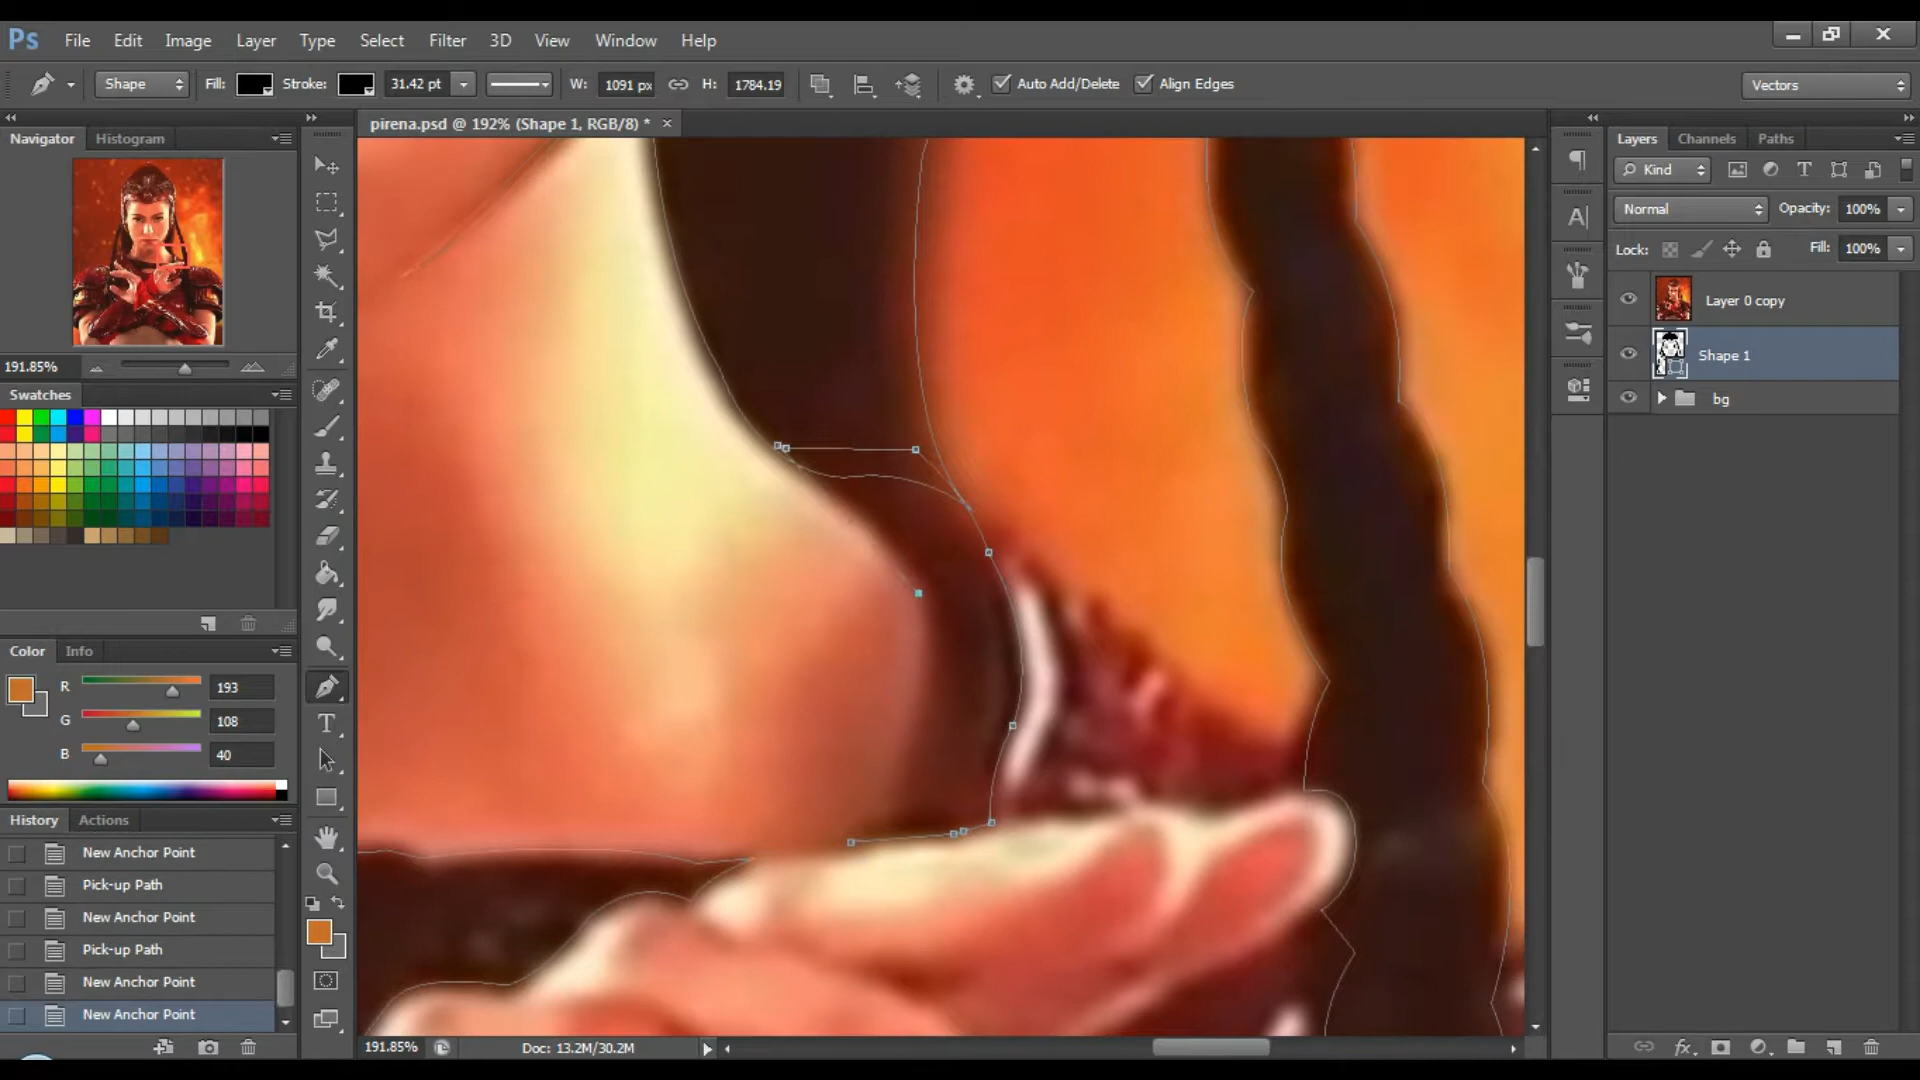 Ps File Edit Image Layer Type Select Filter 3D View Window Help
Shape Fill: Stroke: 31.42 pt W: 1091 px H: 1784.19 Auto Add/Delete Align Edges Vectors
Navigator Histogram
pirena.psd @ 192% (Shape 1, RGB/8) * ×
Layers Channels Paths
Kind
Normal Opacity: 100%
Lock: Fill: 100%
Layer 0 copy
Shape 1
bg
191.85%
Swatches
Color Info
R 193
G 108
B 40
History Actions
New Anchor Point
Pick-up Path
New Anchor Point
Pick-up Path
New Anchor Point
New Anchor Point
191.85% Doc: 13.2M/30.2M